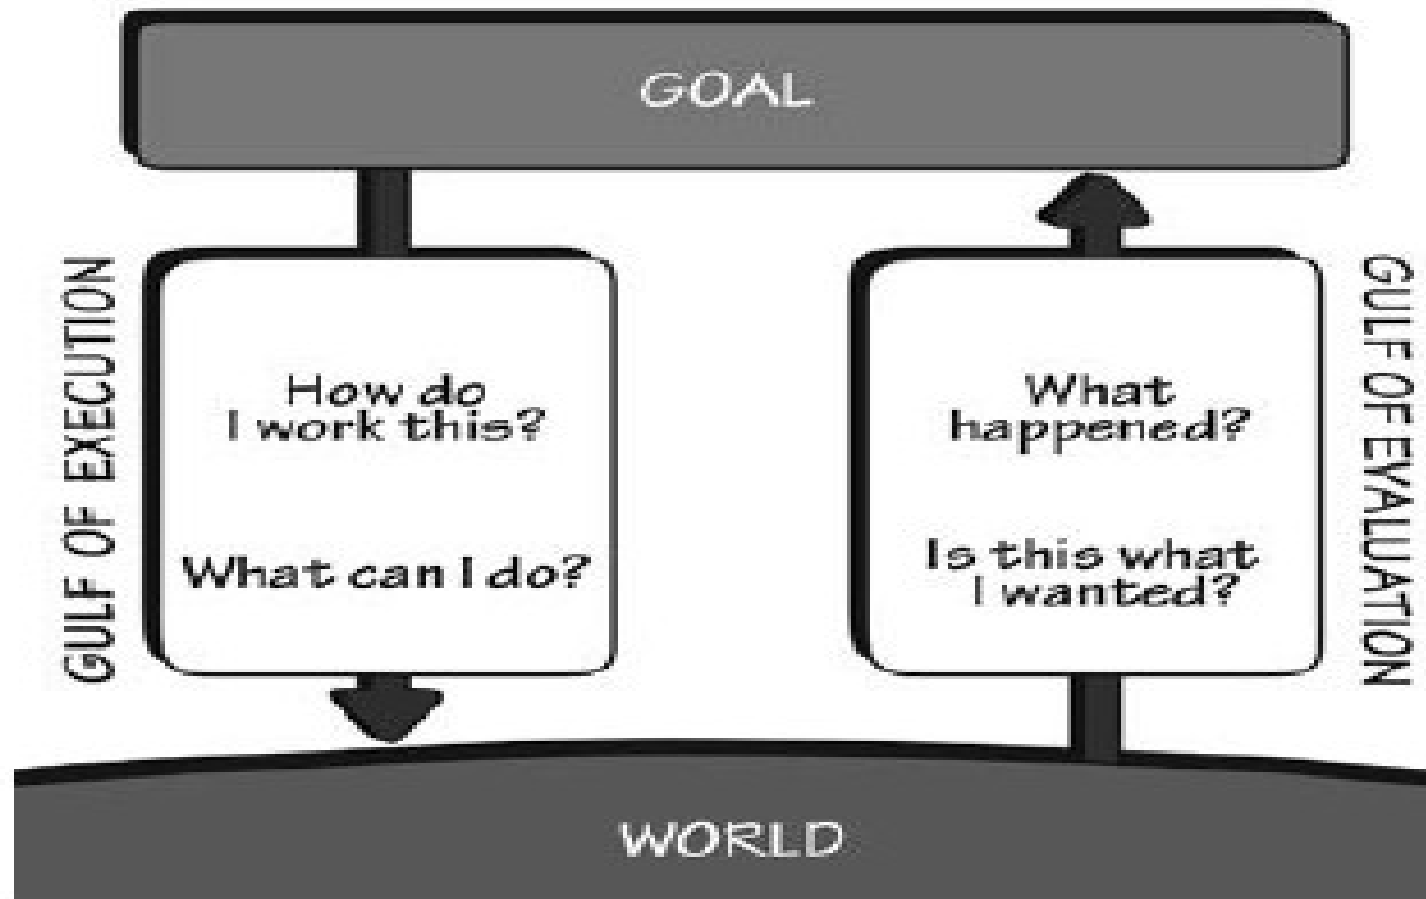 GOAL
GULF OF EXECUTION
How do
I work this?
What can I do?
What
happened?
Is this what
I wanted?
GULF OF EVALUATION
WORLD